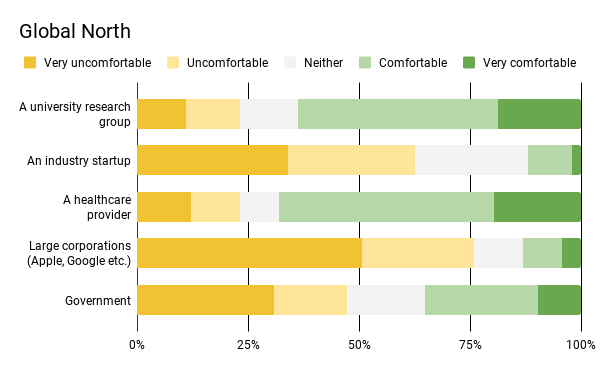 Global North
Very uncomfortable Uncomfortable Neither Comfortable Very comfortable
A university research
group
An industry startup
A healthcare
provider
Large corporations
(Apple, Google etc.)
Government
0% 25% 50% 75% 100%